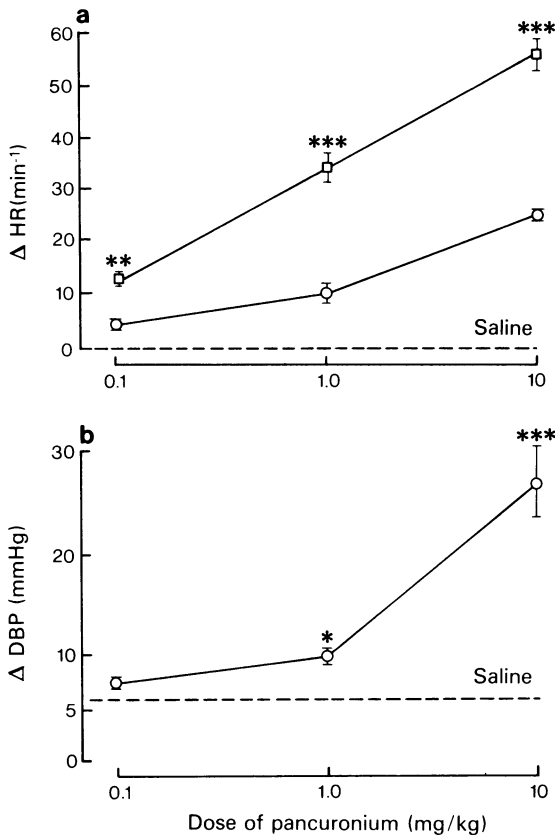 a
60
***
50
40
***
30
Δ HR(min⁻¹)
20
**
10
Saline
0
0.1 1.0 10
b
30
***
20
Δ DBP (mmHg)
*
10
Saline
5
0
0.1 1.0 10
Dose of pancuronium (mg/kg)